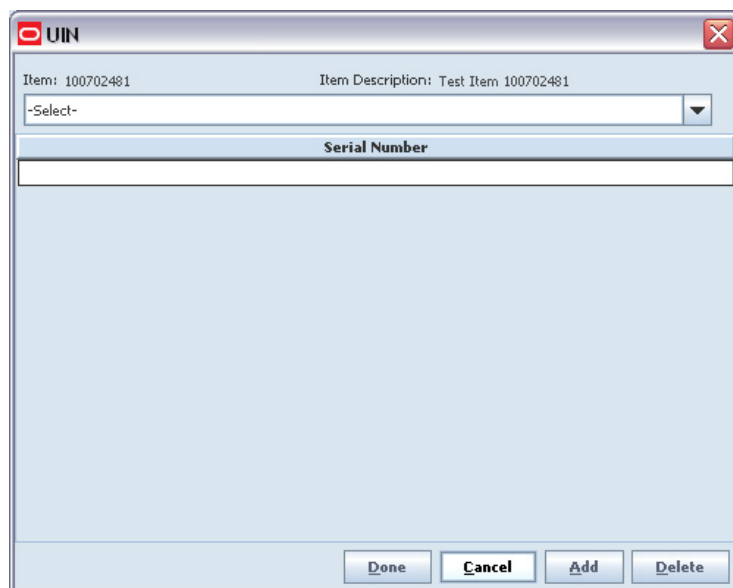 UIN
Item: 100702481 Item Description: Test Item 100702481
-Select-
Serial Number
Done Cancel Add Delete